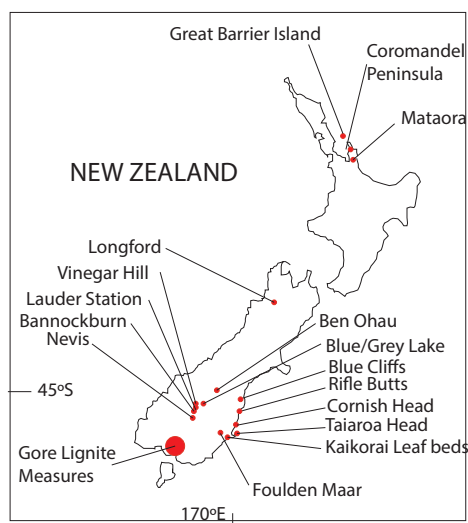 Great Barrier Island
Coromandel
Peninsula
Mataora
NEW ZEALAND
Longford
Vinegar Hill
Lauder Station
Bannockburn
Nevis
Ben Ohau
Blue/Grey Lake
Blue Cliffs
Rifle Butts
Cornish Head
Taiaroa Head
Kaikorai Leaf beds
45ºS
Gore Lignite
Measures
Foulden Maar
170ºE